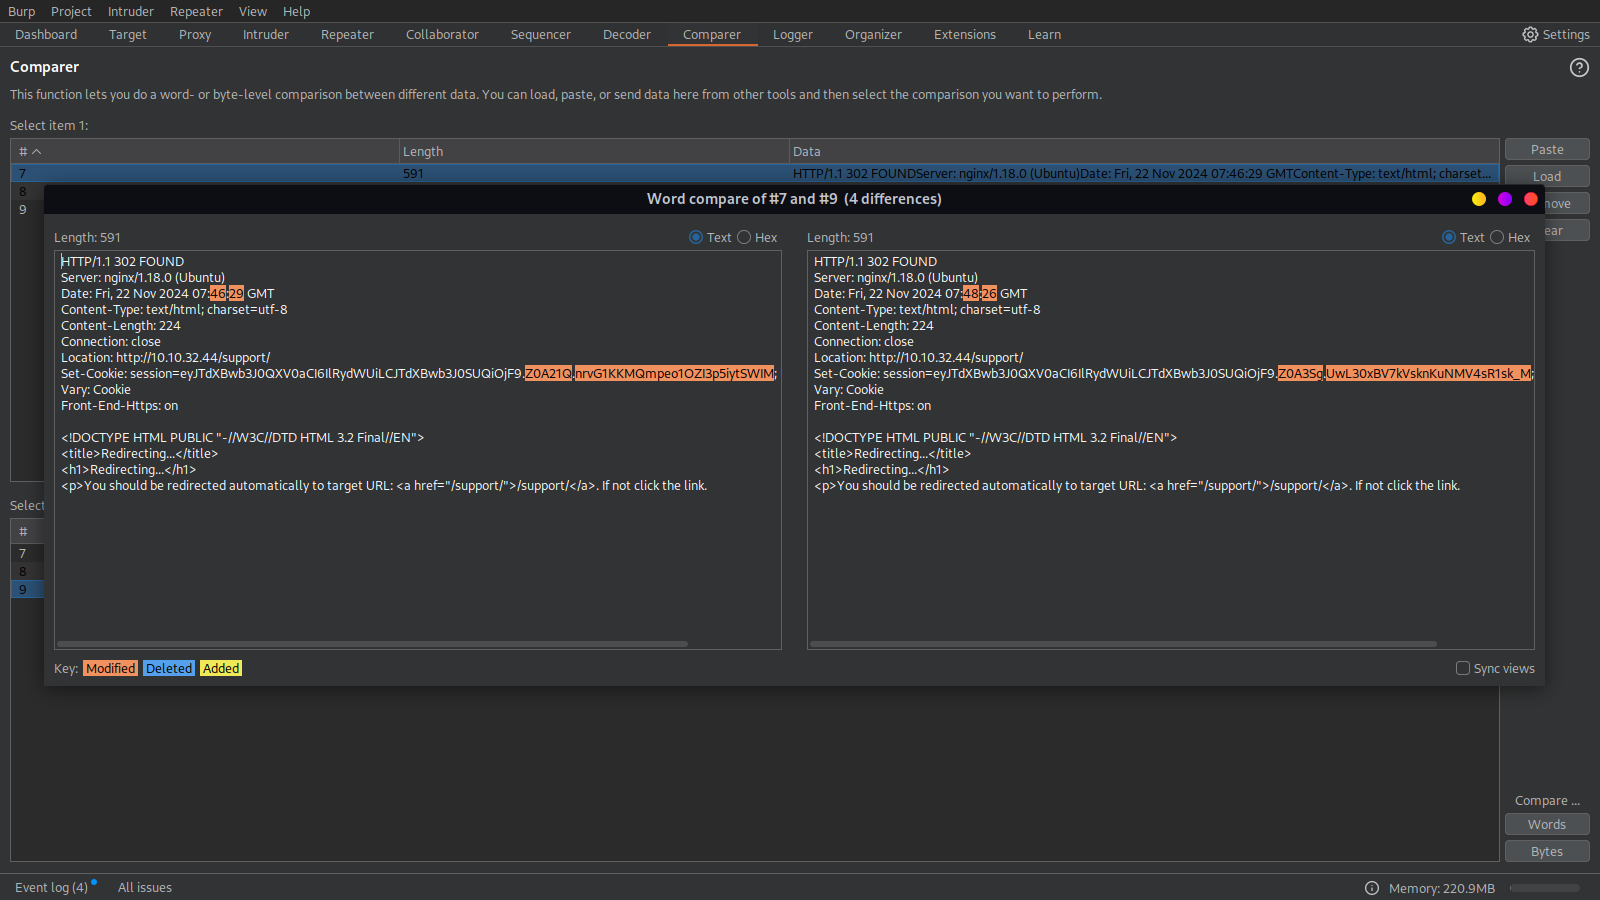 Burp Project Intruder Repeater View Help
Dashboard Target Proxy Intruder Repeater Collaborator Sequencer Decoder Comparer Logger Organizer Extensions Learn Settings
Comparer
This function lets you do a word- or byte-level comparison between different data. You can load, paste, or send data here from other tools and then select the comparison you want to perform.
Select item 1:
# Length Data
Paste
7 591 HTTP/1.1 302 FOUNDServer: nginx/1.18.0 (Ubuntu)Date: Fri, 22 Nov 2024 07:46:29 GMTContent-Type: text/html; charset...
Load
8
9
move
ear
Word compare of #7 and #9 (4 differences)
Length: 591 Text Hex
HTTP/1.1 302 FOUND
Server: nginx/1.18.0 (Ubuntu)
Date: Fri, 22 Nov 2024 07:46:29 GMT
Content-Type: text/html; charset=utf-8
Content-Length: 224
Connection: close
Location: http://10.10.32.44/support/
Set-Cookie: session=eyJTdXBwb3J0QXV0aCI6IlRydWUiLCJTdXBwb3J0SUQiOjF9.Z0A21Q.nrvG1KKMQmpeo1OZI3p5iytSWIM;
Vary: Cookie
Front-End-Https: on
<!DOCTYPE HTML PUBLIC "-//W3C//DTD HTML 3.2 Final//EN">
<title>Redirecting...</title>
<h1>Redirecting...</h1>
<p>You should be redirected automatically to target URL: <a href="/support/">/support/</a>. If not click the link.
Length: 591 Text Hex
HTTP/1.1 302 FOUND
Server: nginx/1.18.0 (Ubuntu)
Date: Fri, 22 Nov 2024 07:48:26 GMT
Content-Type: text/html; charset=utf-8
Content-Length: 224
Connection: close
Location: http://10.10.32.44/support/
Set-Cookie: session=eyJTdXBwb3J0QXV0aCI6IlRydWUiLCJTdXBwb3J0SUQiOjF9.Z0A3Sg.UwL30xBV7kVsknKuNMV4sR1sk_M;
Vary: Cookie
Front-End-Https: on
<!DOCTYPE HTML PUBLIC "-//W3C//DTD HTML 3.2 Final//EN">
<title>Redirecting...</title>
<h1>Redirecting...</h1>
<p>You should be redirected automatically to target URL: <a href="/support/">/support/</a>. If not click the link.
Key: Modified Deleted Added
Sync views
Select
#
7
8
9
Compare ...
Words
Bytes
Event log (4) All issues
Memory: 220.9MB